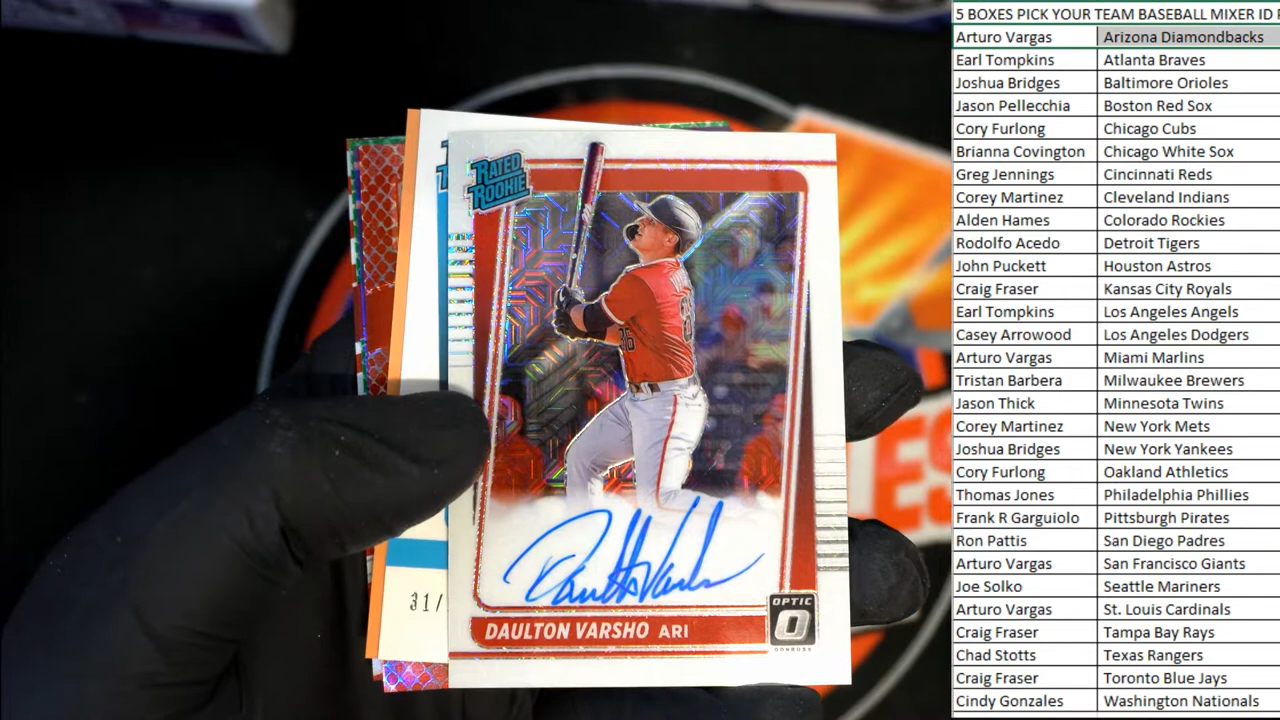 RATED
ROOKIE
36
31/
Daulton Varsho
DAULTON VARSHO ARI
OPTIC
DONRUSS
ES
5 BOXES PICK YOUR TEAM BASEBALL MIXER ID
Arturo Vargas Arizona Diamondbacks
Earl Tompkins Atlanta Braves
Joshua Bridges Baltimore Orioles
Jason Pellecchia Boston Red Sox
Cory Furlong Chicago Cubs
Brianna Covington Chicago White Sox
Greg Jennings Cincinnati Reds
Corey Martinez Cleveland Indians
Alden Hames Colorado Rockies
Rodolfo Acedo Detroit Tigers
John Puckett Houston Astros
Craig Fraser Kansas City Royals
Earl Tompkins Los Angeles Angels
Casey Arrowood Los Angeles Dodgers
Arturo Vargas Miami Marlins
Tristan Barbera Milwaukee Brewers
Jason Thick Minnesota Twins
Corey Martinez New York Mets
Joshua Bridges New York Yankees
Cory Furlong Oakland Athletics
Thomas Jones Philadelphia Phillies
Frank R Garguiolo Pittsburgh Pirates
Ron Pattis San Diego Padres
Arturo Vargas San Francisco Giants
Joe Solko Seattle Mariners
Arturo Vargas St. Louis Cardinals
Craig Fraser Tampa Bay Rays
Chad Stotts Texas Rangers
Craig Fraser Toronto Blue Jays
Cindy Gonzales Washington Nationals